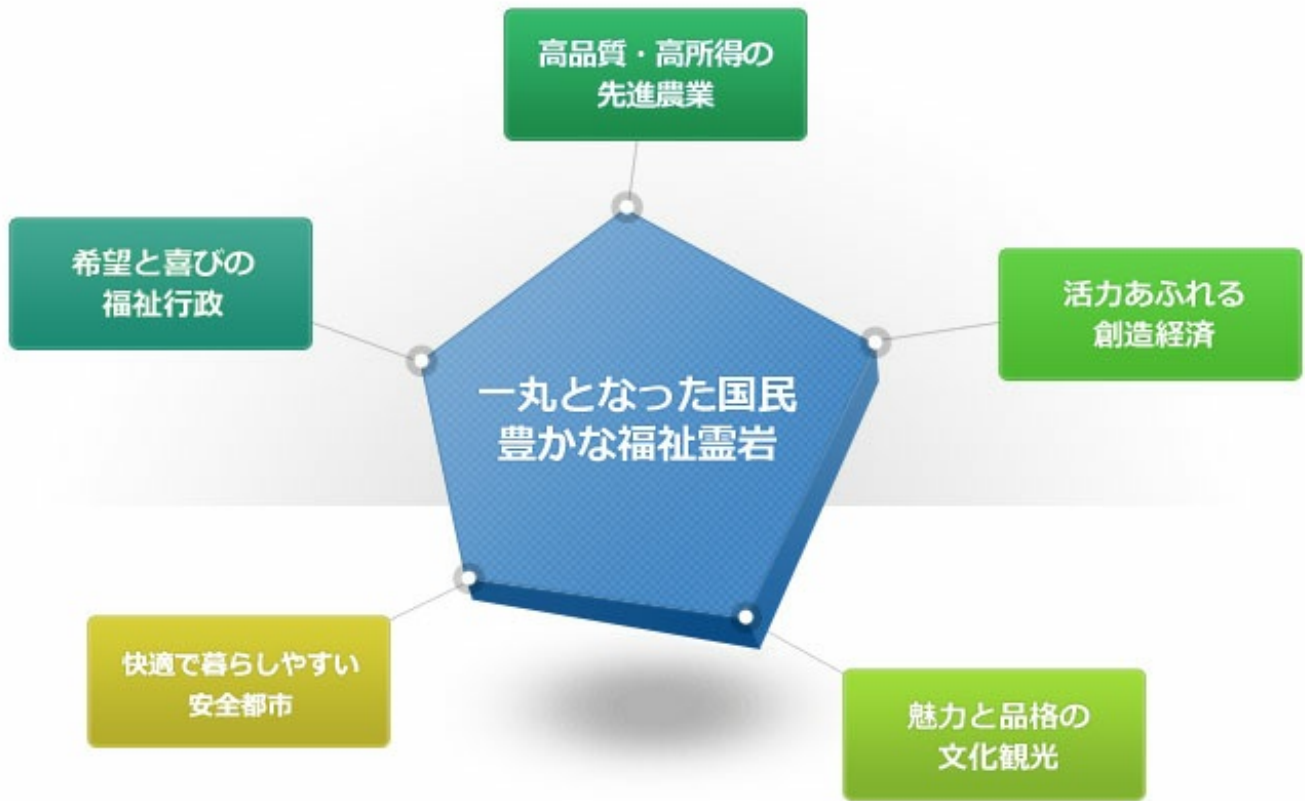 高品質・高所得の
先進農業
希望と喜びの
福祉行政
活力あふれる
創造経済
一丸となった国民
豊かな福祉霊岩
快適で暮らしやすい
安全都市
魅力と品格の
文化観光